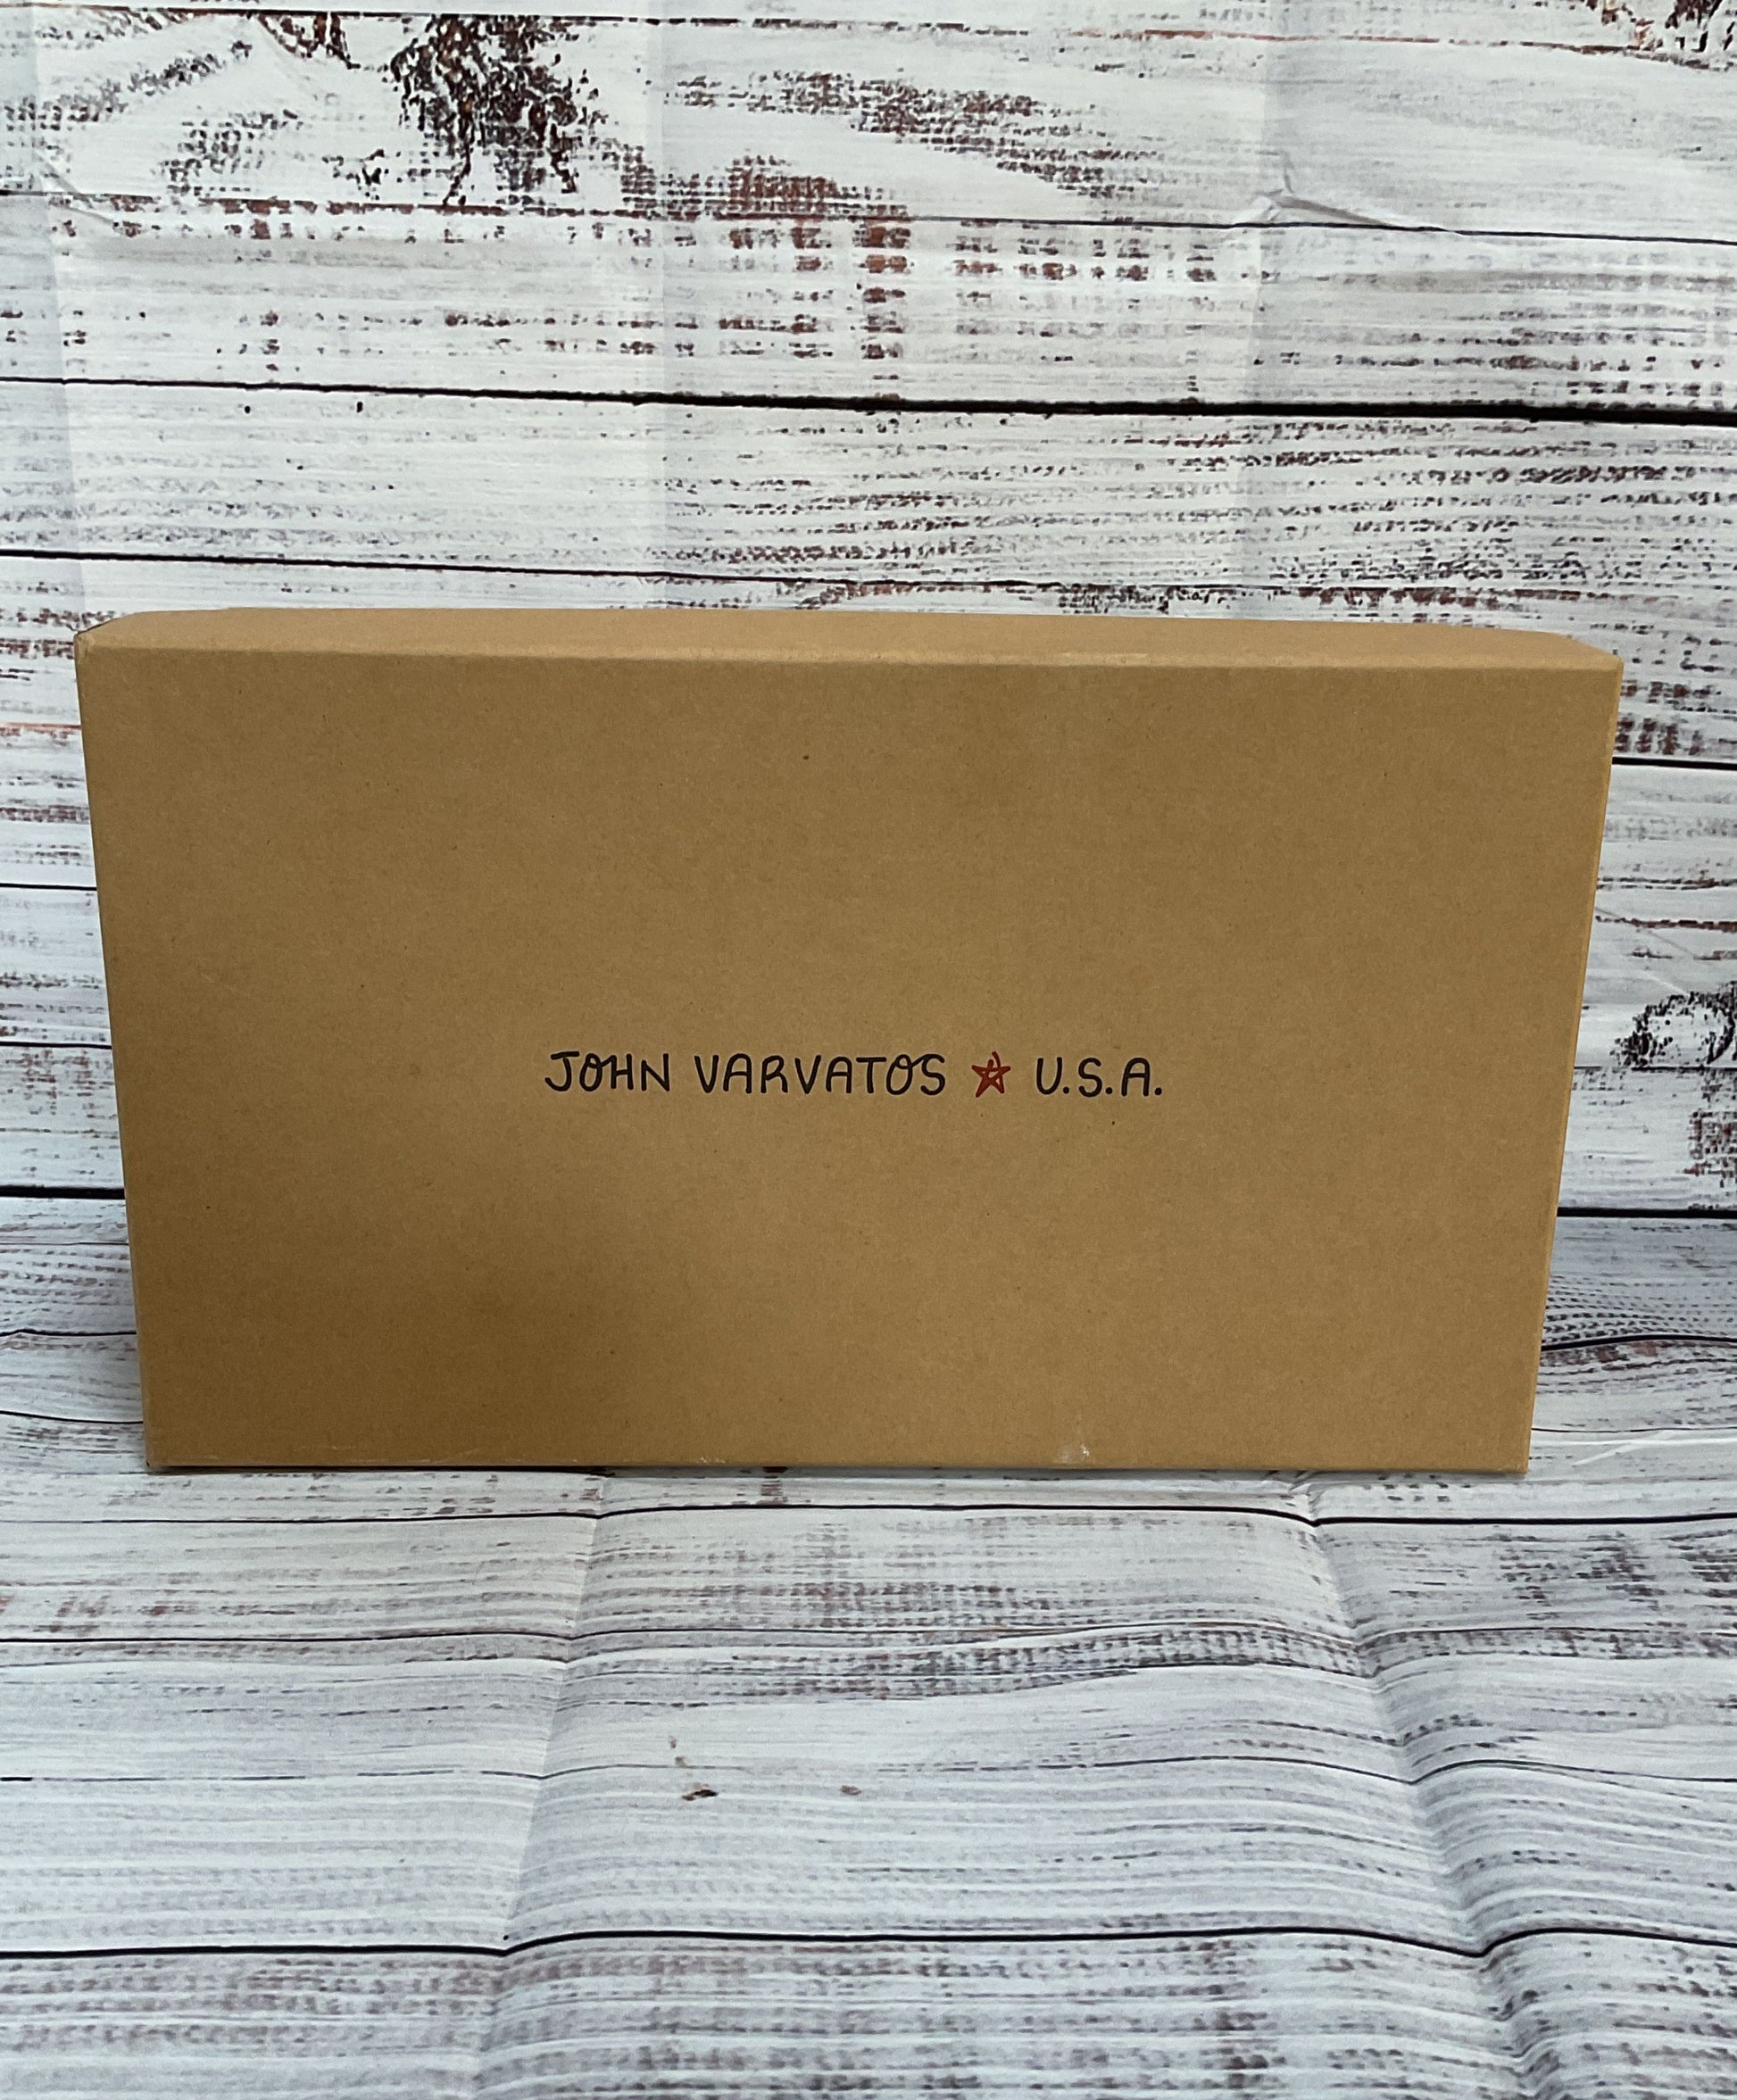 JOHN VARVATOS ★ U.S.A.